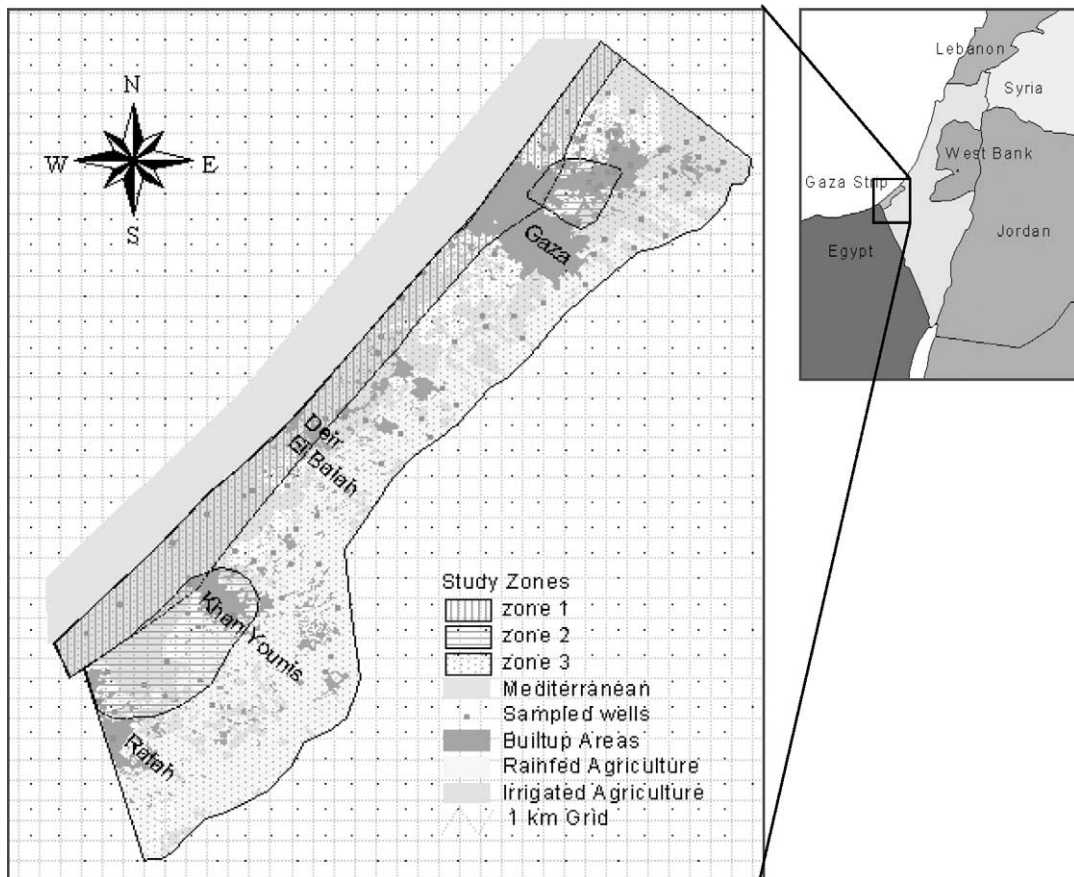 N
W E
S
Gaza
Deir
El Balah
Khan Younis
Rafah
Study Zones
zone 1
zone 2
zone 3
Mediterranean
Sampled wells
Builtup Areas
Rainfed Agriculture
Irrigated Agriculture
1 km Grid
Lebanon
Syria
West Bank
Gaza Strip
Jordan
Egypt